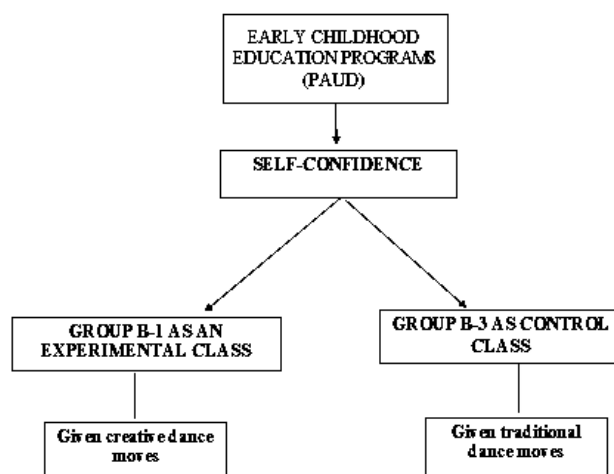 EARLY CHILDHOOD
EDUCATION PROGRAMS
(PAUD)
SELF-CONFIDENCE
GROUP B-1 AS AN
EXPERIMENTAL CLASS
GROUP B-3 AS CONTROL
CLASS
Given creative dance
moves
Given traditional
dance moves